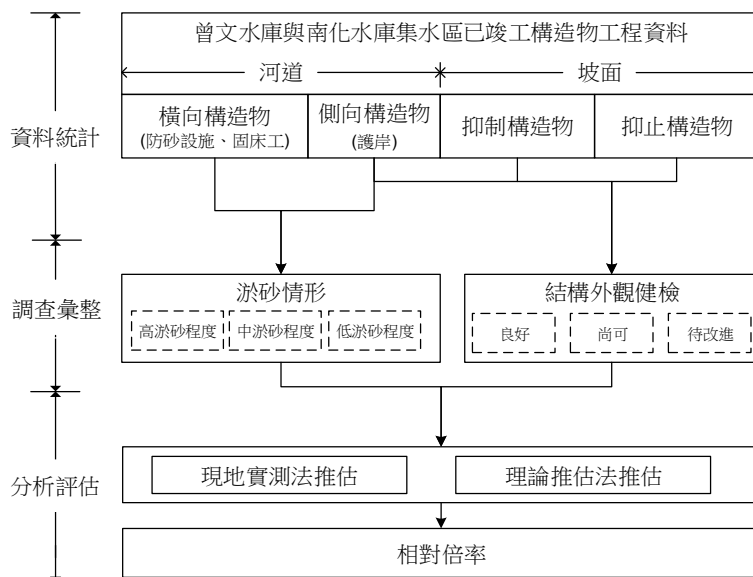 曾文水庫與南化水庫集水區已竣工構造物工程資料
河道
坡面
橫向構造物
(防砂設施、固床工)
側向構造物
(護岸)
抑制構造物
抑止構造物
資料統計
調查彙整
淤砂情形
高淤砂程度
中淤砂程度
低淤砂程度
結構外觀健檢
良好
尚可
待改進
分析評估
現地實測法推估
理論推估法推估
相對倍率